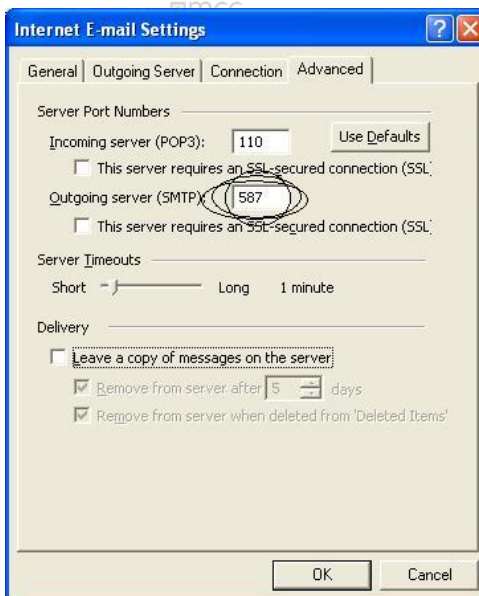 Internet E-mail Settings
General Outgoing Server Connection Advanced
Server Port Numbers
Incoming server (POP3): 110 Use Defaults
This server requires an SSL-secured connection (SSL)
Outgoing server (SMTP): 587
This server requires an SSL-secured connection (SSL)
Server Timeouts
Short Long 1 minute
Delivery
Leave a copy of messages on the server
Remove from server after 5 days
Remove from server when deleted from 'Deleted Items'
OK Cancel